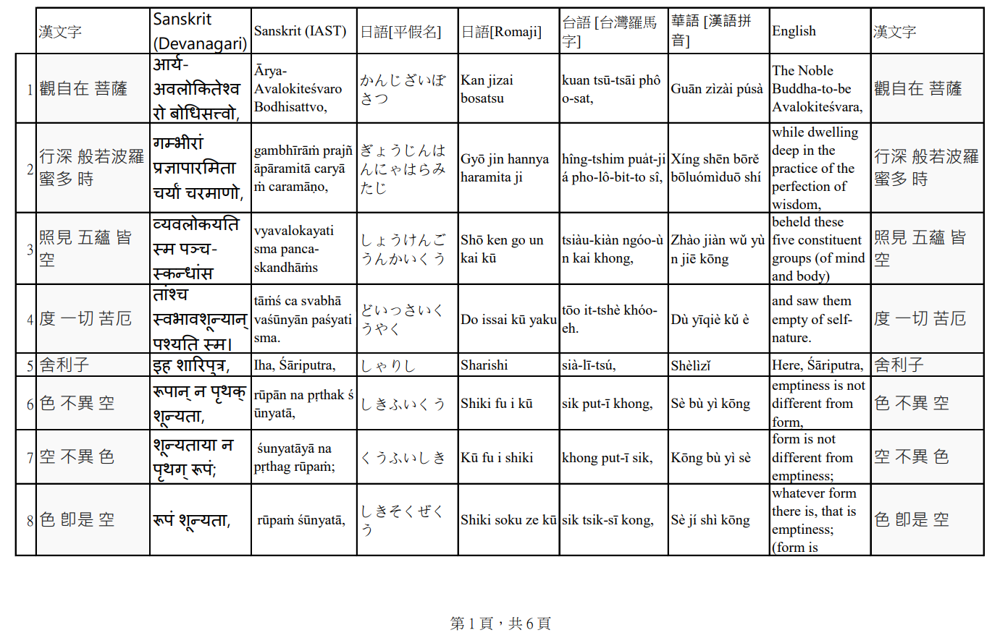 漢文字
Sanskrit
(Devanagari)
Sanskrit (IAST)
日語[平假名]
日語[Romaji]
台語 [台灣羅馬
字]
華語 [漢語拼
音]
English
漢文字
1
觀自在 菩薩
आर्य-
अवलोकितेश्व
रो बोधिसत्त्वो,
Ārya-
Avalokiteśvaro
Bodhisattvo,
かんじざいぼ
さつ
Kan jizai
bosatsu
kuan tsū-tsāi phô
o-sat,
Guān zìzài púsà
The Noble
Buddha-to-be
Avalokiteśvara,
觀自在 菩薩
2
行深 般若波羅
蜜多 時
गम्भीरां
प्रज्ञापारमिता
चर्यां चरमाणो,
gambhīrāṁ prajñ
āpāramitā caryā
ṁ caramāṇo,
ぎょうじんは
んにゃはらみ
たじ
Gyō jin hannya
haramita ji
hîng-tshim pua̍t-ji
á pho-lô-bi̍t-to sî,
Xíng shēn bōrě
bōluómìduō shí
while dwelling
deep in the
practice of the
perfection of
wisdom,
行深 般若波羅
蜜多 時
3
照見 五蘊 皆
空
व्यवलोकयति
स्म पञ्च-
स्कन्धांस
vyavalokayati
sma panca-
skandhāṁs
しょうけんご
うんかいくう
Shō ken go un
kai kū
tsiàu-kiàn ngóo-ù
n kai khong,
Zhào jiàn wǔ yù
n jiē kōng
beheld these
five constituent
groups (of mind
and body)
照見 五蘊 皆
空
4
度 一切 苦厄
तांश्च
स्वभावशून्यान्
पश्यति स्म।
tāṁś ca svabhā
vaśūnyān paśyati
sma.
どいっさいく
うやく
Do issai kū yaku
tōo it-tshè khóo-
eh.
Dù yīqiè kǔ è
and saw them
empty of self-
nature.
度 一切 苦厄
5
舍利子
इह शारिपुत्र,
Iha, Śāriputra,
しゃりし
Sharishi
sià-lī-tsú,
Shèlìzǐ
Here, Śāriputra,
舍利子
6
色 不異 空
रूपान् न पृथक्
शून्यता,
rūpān na pṛthak ś
ūnyatā,
しきふいくう
Shiki fu i kū
sik put-ī khong,
Sè bù yì kōng
emptiness is not
different from
form,
色 不異 空
7
空 不異 色
शून्यताया न
पृथग् रूपं;
śunyatāyā na
pṛthag rūpaṁ;
くうふいしき
Kū fu i shiki
khong put-ī sik,
Kōng bù yì sè
form is not
different from
emptiness;
空 不異 色
8
色 卽是 空
रूपं शून्यता,
rūpaṁ śūnyatā,
しきそくぜく
う
Shiki soku ze kū
sik tsik-sī kong,
Sè jí shì kōng
whatever form
there is, that is
emptiness;
(form is
色 卽是 空
第 1 頁，共 6 頁